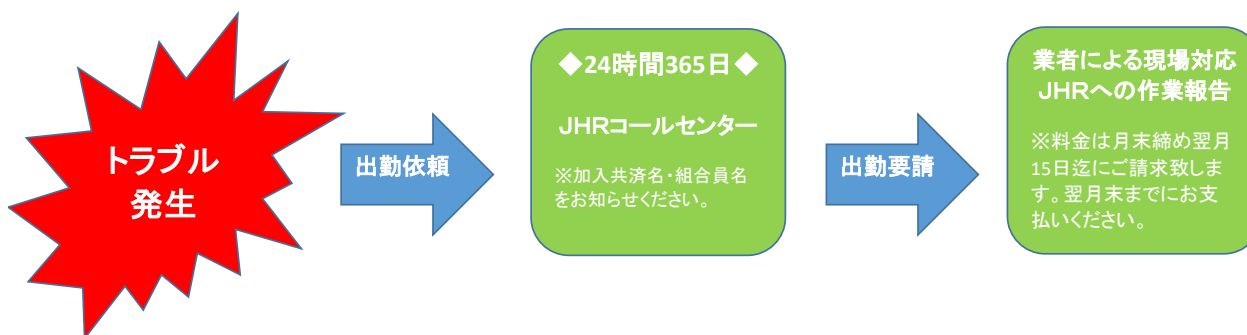 トラブル
発生
出勤依頼
◆24時間365日◆
JHRコールセンター
※加入共済名・組合員名
をお知らせください。
出勤要請
業者による現場対応
JHRへの作業報告
※料金は月末締め翌月
15日迄にご請求致しま
す。翌月末までにお支
払いください。